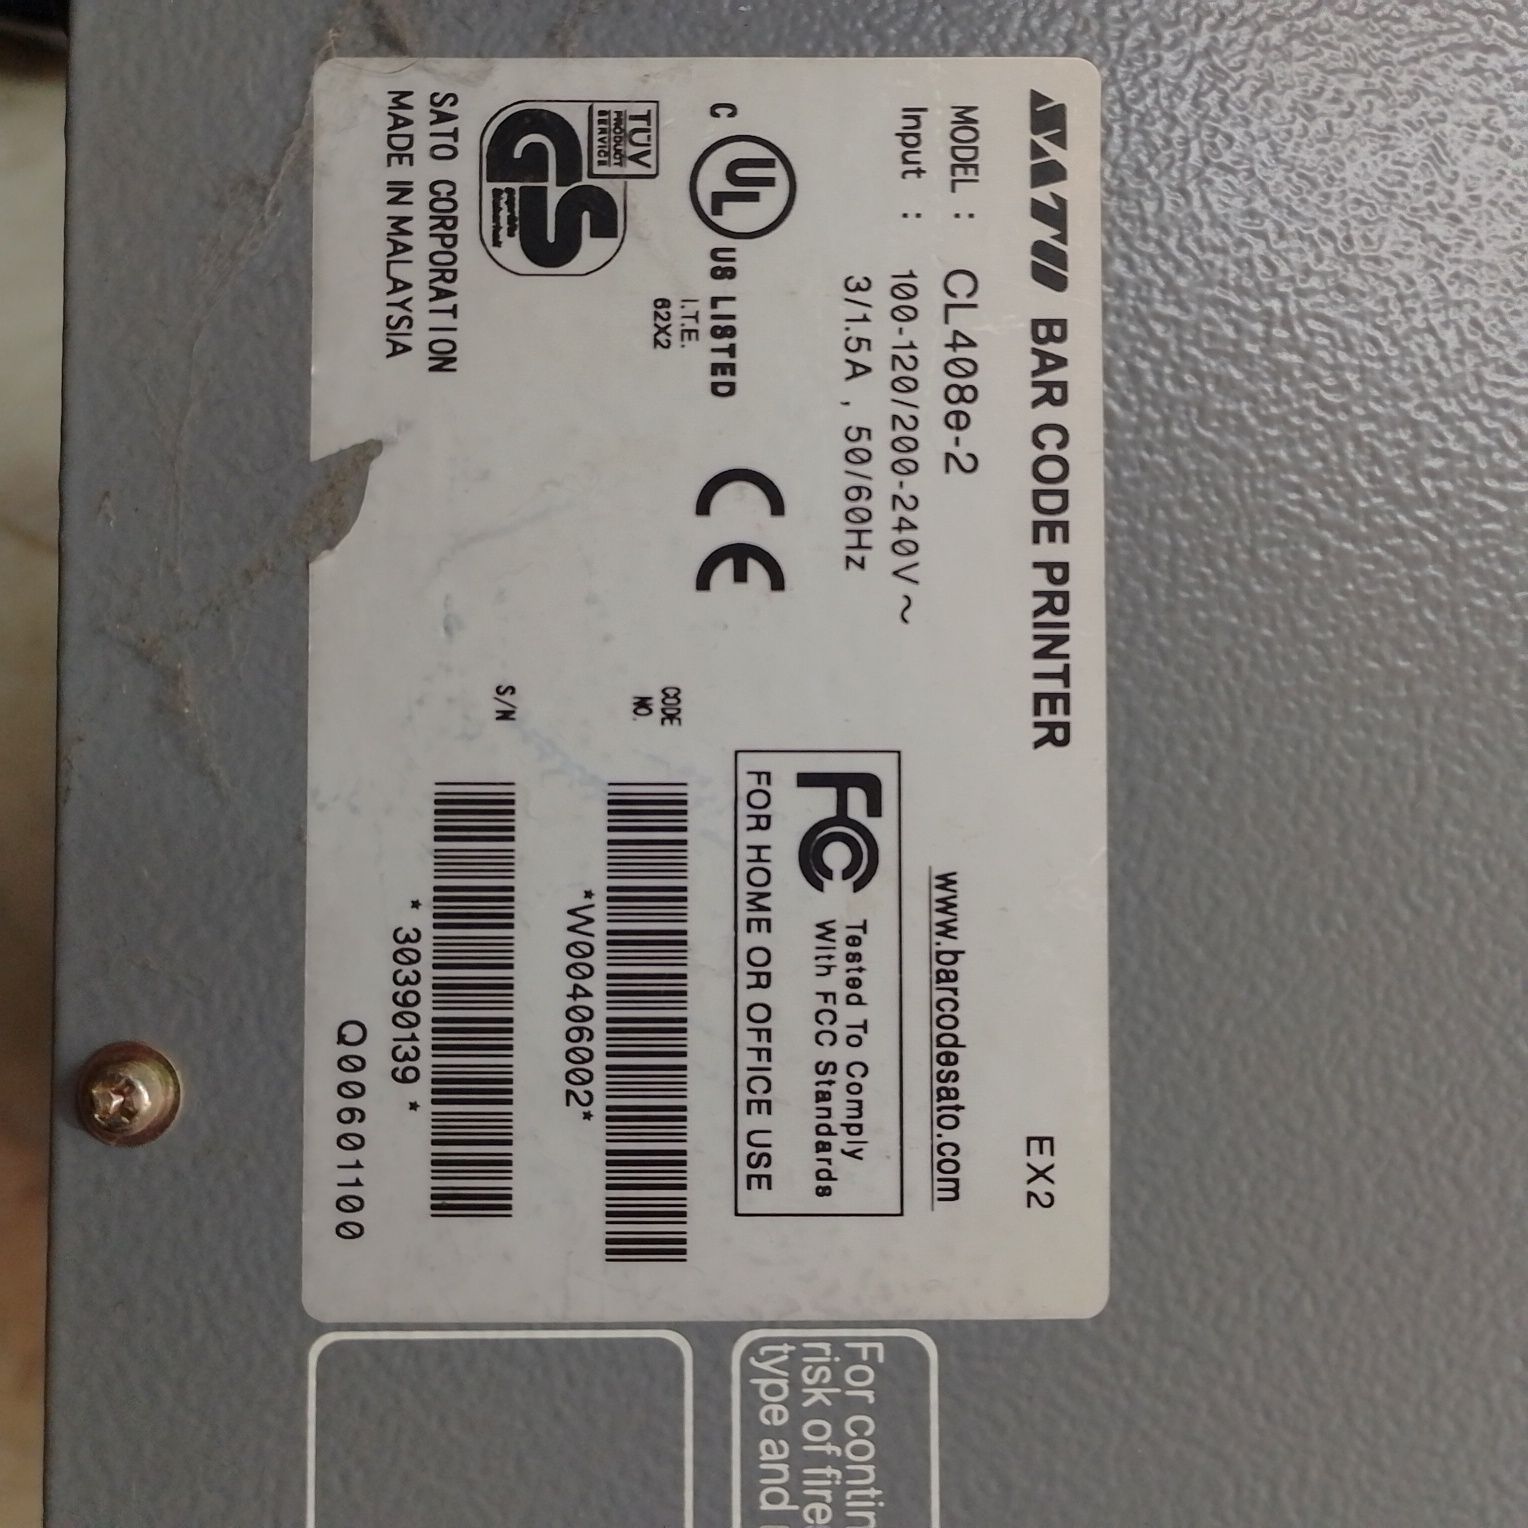 SATO BAR CODE PRINTER
EX2
MODEL : CL408e-2
Input : 100-120/200-240V~
3/1.5A , 50/60Hz
www.barcodesato.com
C UL US LISTED
I.T.E.
62X2
CE
FC Tested To Comply
With FCC Standards
FOR HOME OR OFFICE USE
TÜV
PRODUCT
SERVICE
GS
geprüfte
Sicherheit
CODE
NO.
*W00406002*
S/N
* 30390139 *
SATO CORPORATION
MADE IN MALAYSIA
Q00601100
For contin
risk of fire
type and